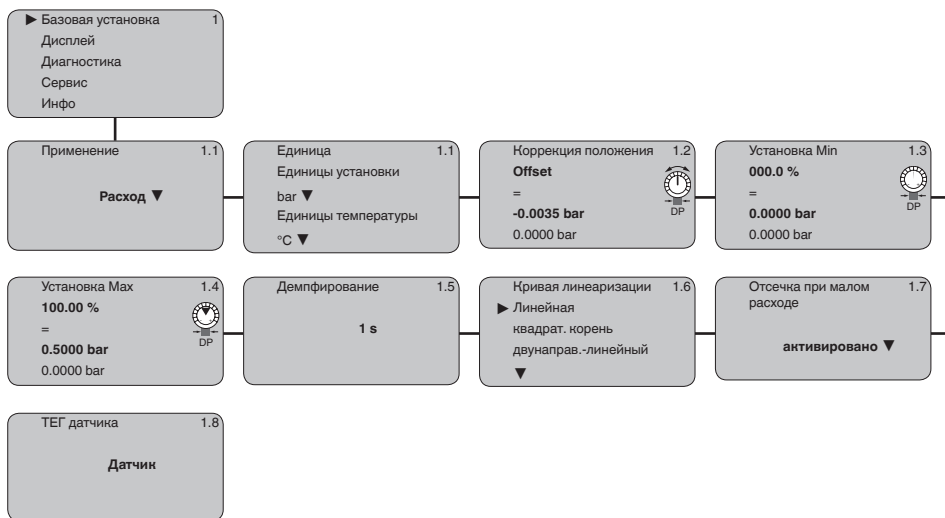 ▶ Базовая установка 1
Дисплей
Диагностика
Сервис
Инфо
Применение 1.1
Расход ▼
Единица 1.1
Единицы установки
bar ▼
Единицы температуры
°C ▼
Коррекция положения 1.2
Offset
=
-0.0035 bar
0.0000 bar
DP
Установка Min 1.3
000.0 %
=
0.0000 bar
0.0000 bar
DP
Установка Max 1.4
100.00 %
=
0.5000 bar
0.0000 bar
DP
Демпфирование 1.5
1 s
Кривая линеаризации 1.6
▶ Линейная
квадрат. корень
двунаправ.-линейный
▼
Отсечка при малом 1.7
расходе
активировано ▼
ТЕГ датчика 1.8
Датчик